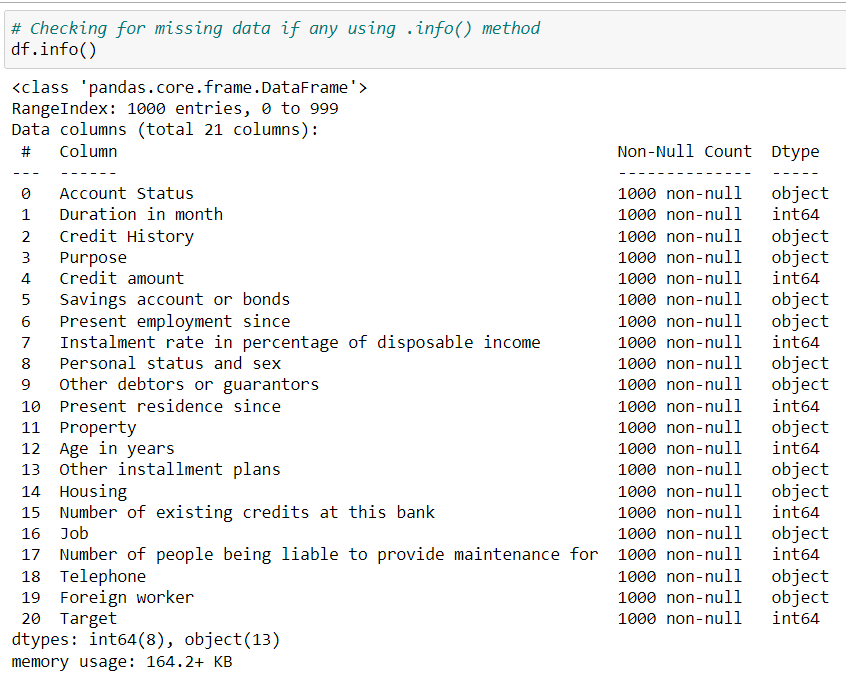 # Checking for missing data if any using .info() method
df.info()
<class 'pandas.core.frame.DataFrame'>
RangeIndex: 1000 entries, 0 to 999
Data columns (total 21 columns):
 #   Column                                                    Non-Null Count  Dtype
---  ------                                                    --------------  -----
 0   Account Status                                            1000 non-null   object
 1   Duration in month                                         1000 non-null   int64
 2   Credit History                                            1000 non-null   object
 3   Purpose                                                   1000 non-null   object
 4   Credit amount                                             1000 non-null   int64
 5   Savings account or bonds                                  1000 non-null   object
 6   Present employment since                                  1000 non-null   object
 7   Instalment rate in percentage of disposable income        1000 non-null   int64
 8   Personal status and sex                                   1000 non-null   object
 9   Other debtors or guarantors                               1000 non-null   object
 10  Present residence since                                   1000 non-null   int64
 11  Property                                                  1000 non-null   object
 12  Age in years                                              1000 non-null   int64
 13  Other installment plans                                   1000 non-null   object
 14  Housing                                                   1000 non-null   object
 15  Number of existing credits at this bank                   1000 non-null   int64
 16  Job                                                       1000 non-null   object
 17  Number of people being liable to provide maintenance for  1000 non-null   int64
 18  Telephone                                                 1000 non-null   object
 19  Foreign worker                                            1000 non-null   object
 20  Target                                                    1000 non-null   int64
dtypes: int64(8), object(13)
memory usage: 164.2+ KB